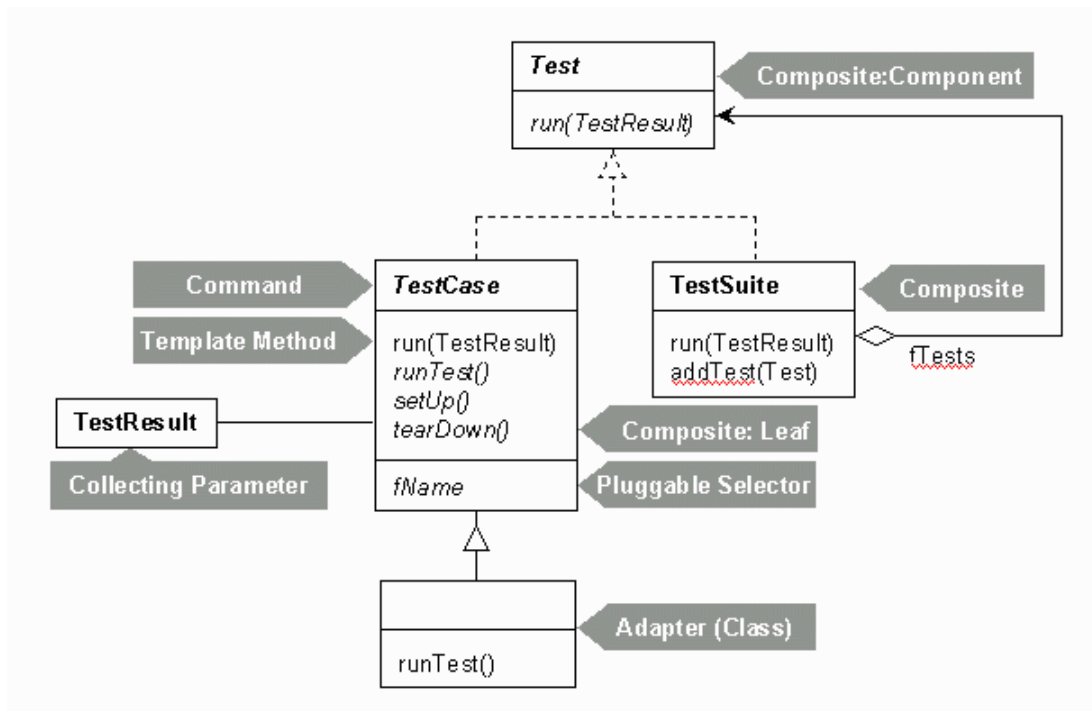 Test
Composite:Component
run(TestResult)
Command
TestCase
TestSuite
Composite
Template Method
run(TestResult)
runTest()
setUp()
tearDown()
run(TestResult)
addTest(Test)
fTests
TestResult
Composite: Leaf
Collecting Parameter
fName
Pluggable Selector
Adapter (Class)
runTest()